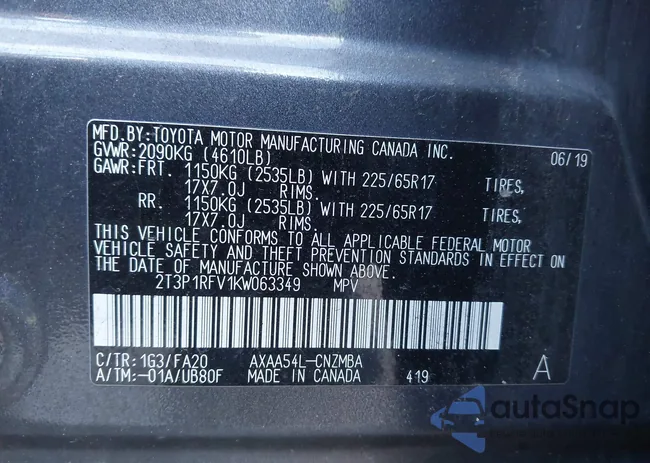 MFD.BY:TOYOTA MOTOR MANUFACTURING CANADA INC.
GVWR:2090KG (4610LB) 06/19
GAWR:FRT. 1150KG (2535LB) WITH 225/65R17 TIRES,
17X7.0J RIMS.
RR. 1150KG (2535LB) WITH 225/65R17 TIRES,
17X7.0J RIMS.
THIS VEHICLE CONFORMS TO ALL APPLICABLE FEDERAL MOTOR
VEHICLE SAFETY AND THEFT PREVENTION STANDARDS IN EFFECT ON
THE DATE OF MANUFACTURE SHOWN ABOVE.
2T3P1RFV1KW063349 MPV
C/TR:1G3/FA20 AXAA54L-CNZMBA
A/TM:-01A/UB80F MADE IN CANADA 419 A
autoSnap